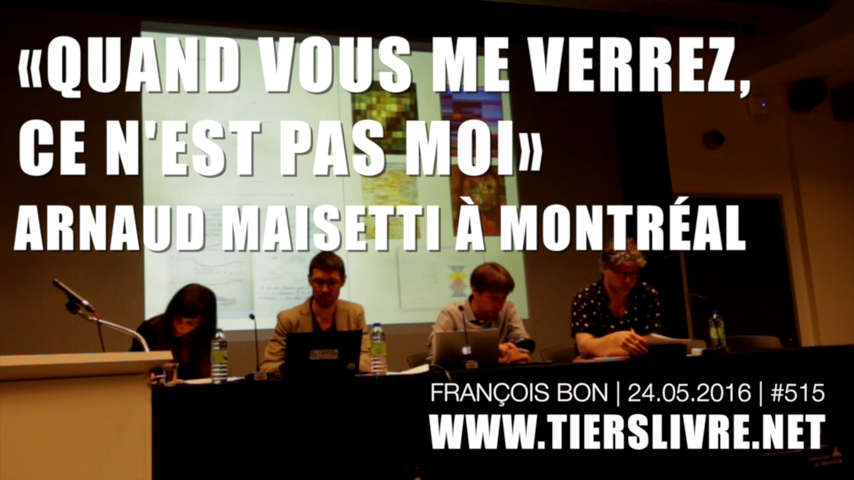 «QUAND VOUS ME VERREZ,
CE N'EST PAS MOI»
ARNAUD MAISETTI À MONTRÉAL
FRANÇOIS BON | 24.05.2016 | #515
WWW.TIERSLIVRE.NET